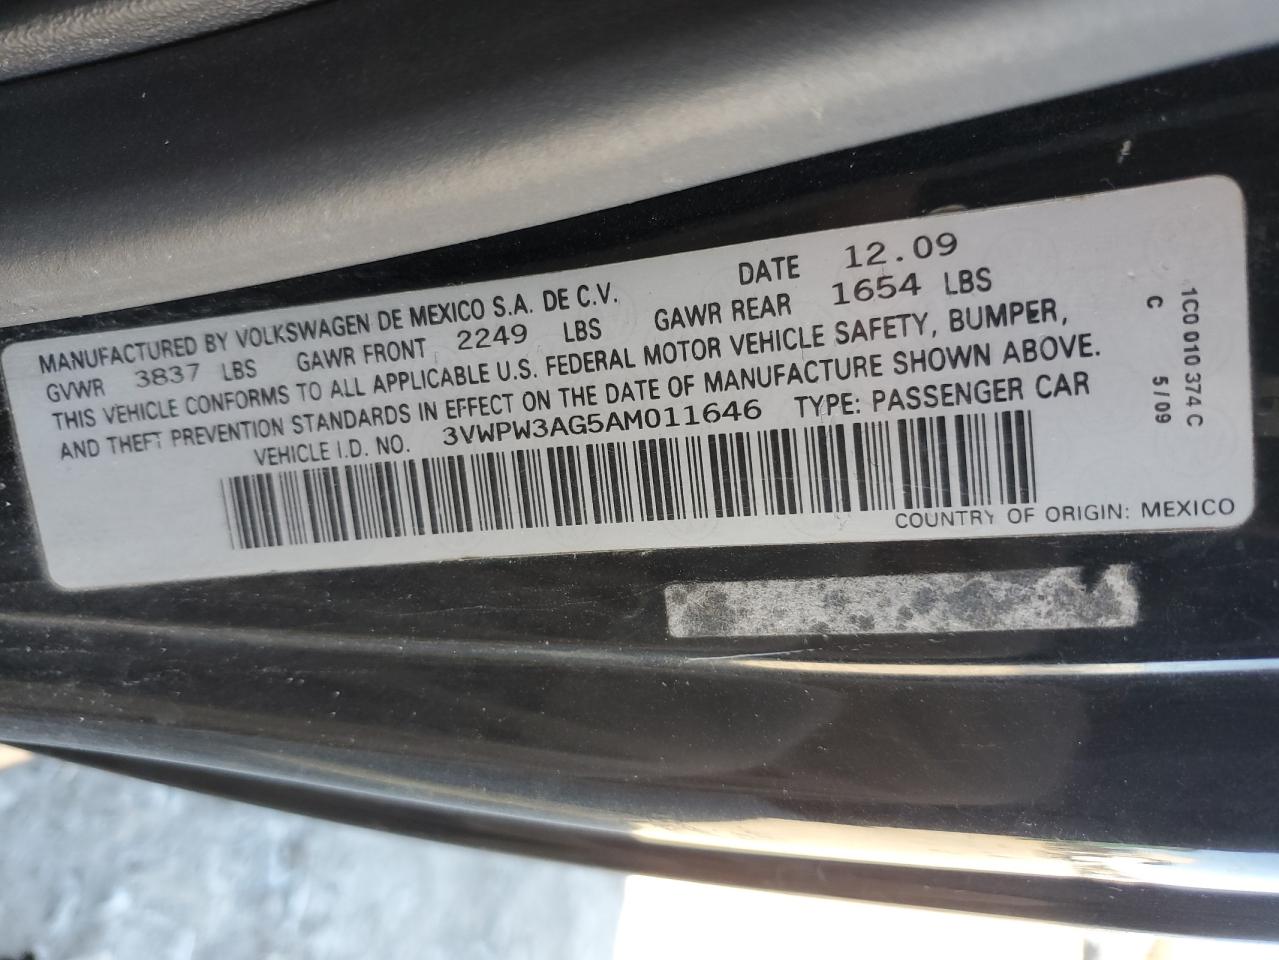 MANUFACTURED BY VOLKSWAGEN DE MEXICO S.A. DE C.V. DATE 12.09
GVWR 3837 LBS GAWR FRONT 2249 LBS GAWR REAR 1654 LBS
THIS VEHICLE CONFORMS TO ALL APPLICABLE U.S. FEDERAL MOTOR VEHICLE SAFETY, BUMPER,
AND THEFT PREVENTION STANDARDS IN EFFECT ON THE DATE OF MANUFACTURE SHOWN ABOVE.
VEHICLE I.D. NO. 3VWPW3AG5AM011646 TYPE: PASSENGER CAR
COUNTRY OF ORIGIN: MEXICO
1C0 010 374 C
C 5/09